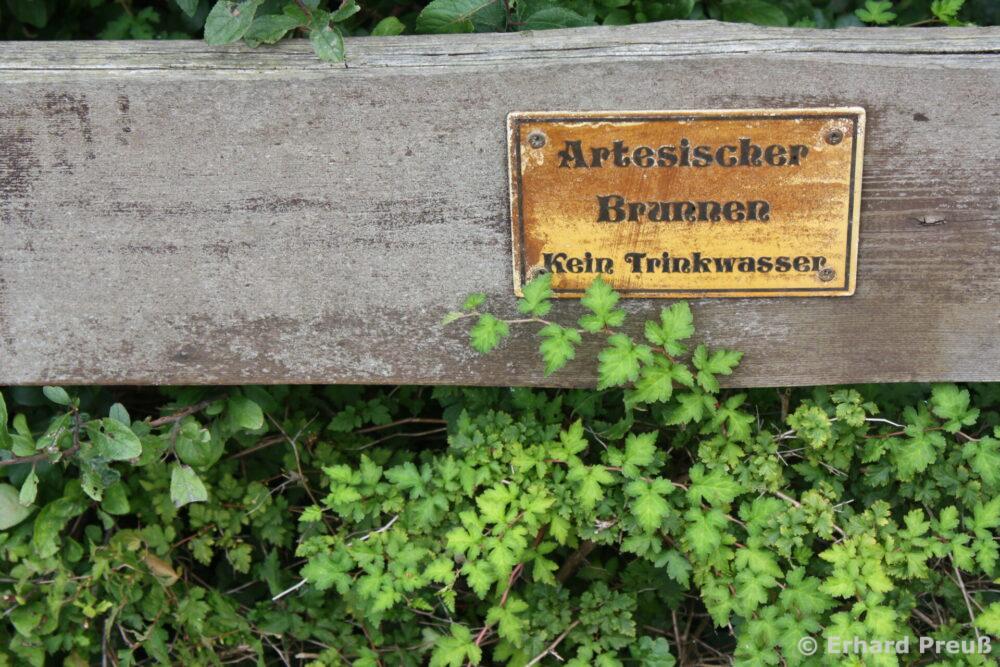 Artesischer
Brunnen
Kein Trinkwasser
© Erhard Preuß